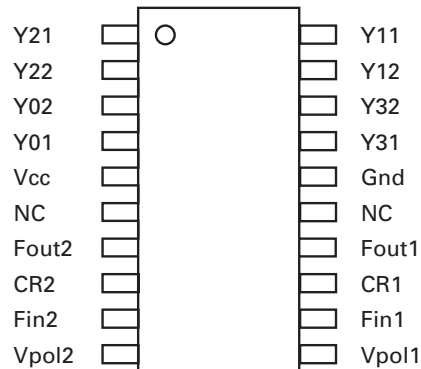 Y21 Y11
Y22 Y12
Y02 Y32
Y01 Y31
Vcc Gnd
NC NC
Fout2 Fout1
CR2 CR1
Fin2 Fin1
Vpol2 Vpol1